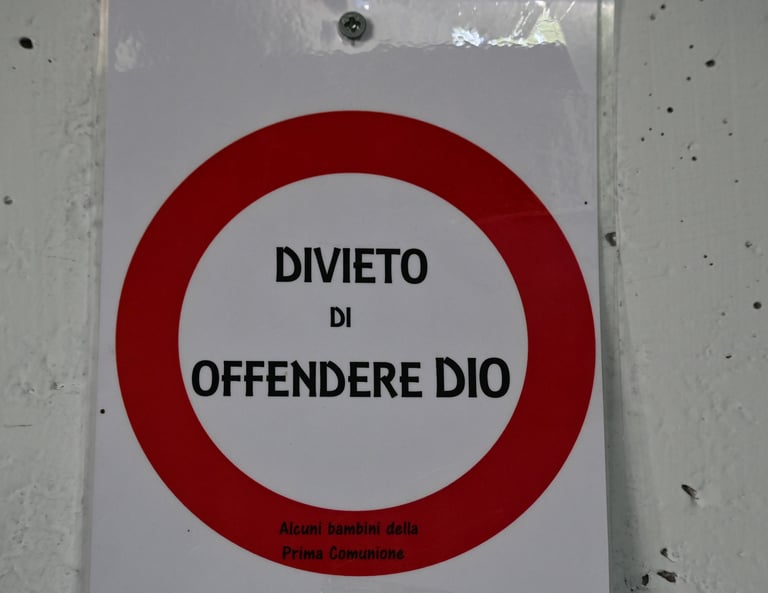 DIVIETO
DI
OFFENDERE DIO
Alcuni bambini della
Prima Comunione